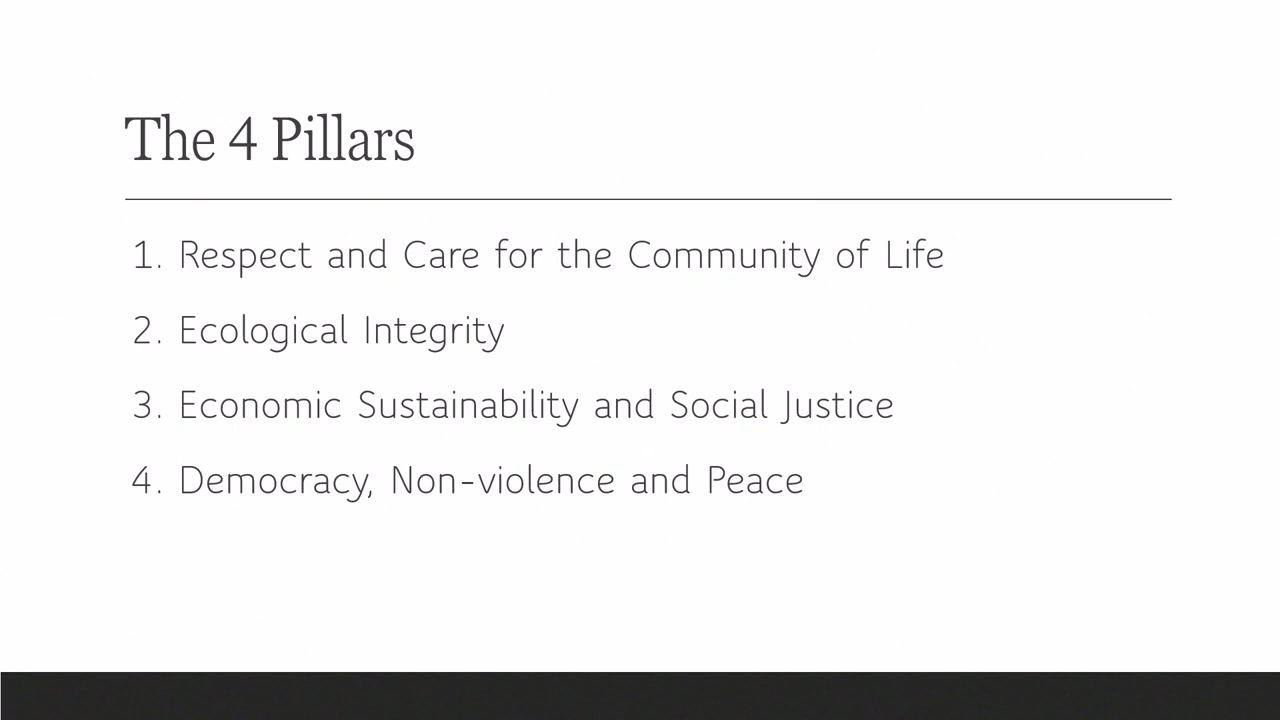 The 4 Pillars
1. Respect and Care for the Community of Life
2. Ecological Integrity
3. Economic Sustainability and Social Justice
4. Democracy, Non-violence and Peace